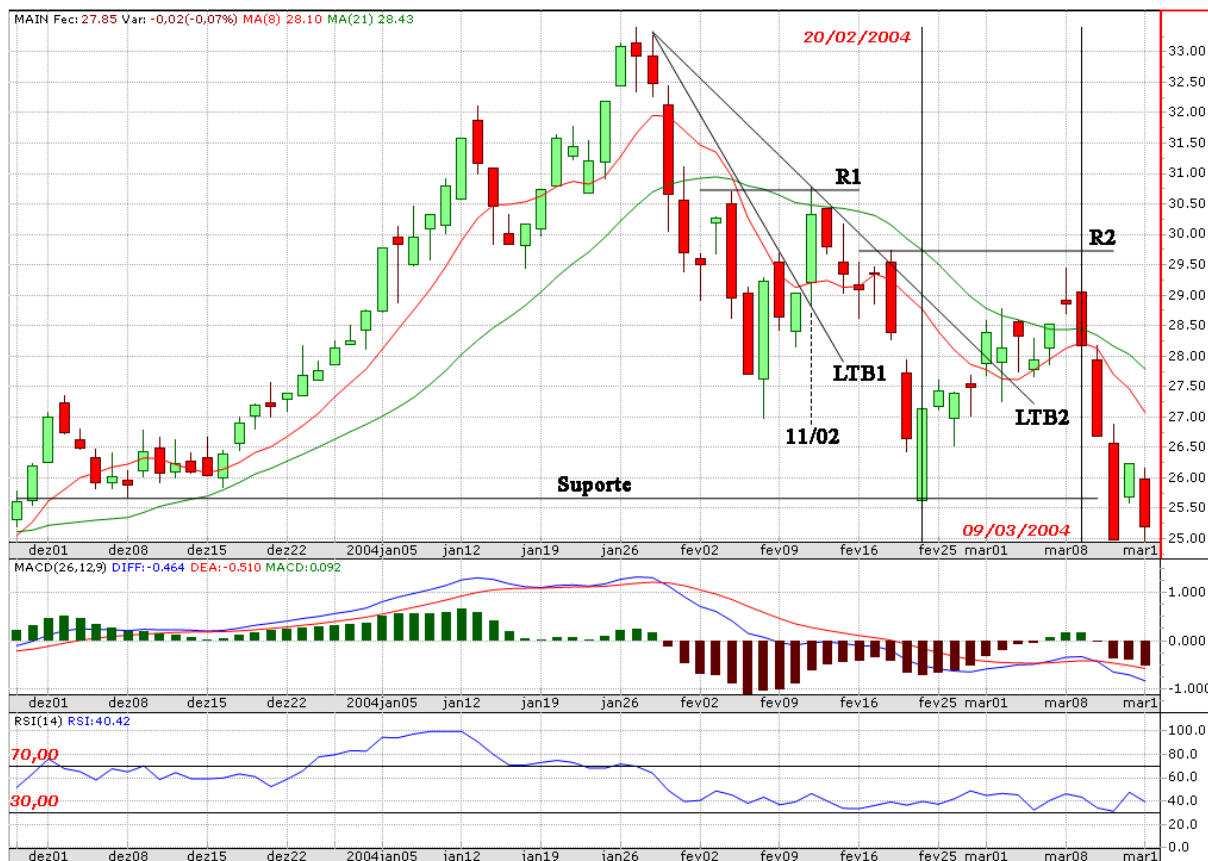 MAIN Fec: 27.85 Var: -0,02(-0,07%) MA(8) 28.10 MA(21) 28.43
20/02/2004
33.00
32.50
32.00
31.50
R1
31.00
30.50
30.00
R2
29.50
29.00
28.50
28.00
LTB1
27.50
LTB2
27.00
11/02
26.50
Suporte
26.00
25.50
09/03/2004
25.00
dez01 dez08 dez15 dez22 2004jan05 jan12 jan19 jan26 fev02 fev09 fev16 fev25 mar01 mar08 mar1
MACD(26,12,9) DIFF:-0.464 DEA:-0.510 MACD:0.092
1.000
0.000
-1.000
dez01 dez08 dez15 dez22 2004jan05 jan12 jan19 jan26 fev02 fev09 fev16 fev25 mar01 mar08 mar1
RSI(14) RSI:40.42
100.0
70,00
80.0
60.0
30,00
40.0
20.0
0.0
dez01 dez08 dez15 dez22 2004jan05 jan12 jan19 jan26 fev02 fev09 fev16 fev25 mar01 mar08 mar1